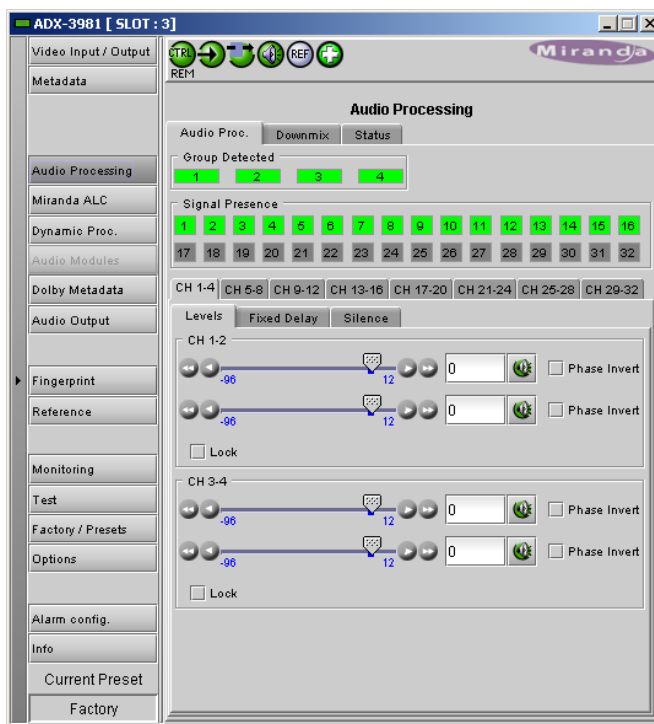 ADX-3981 [ SLOT : 3]
Video Input / Output
Metadata
Audio Processing
Miranda ALC
Dynamic Proc.
Audio Modules
Dolby Metadata
Audio Output
Fingerprint
Reference
Monitoring
Test
Factory / Presets
Options
Alarm config.
Info
Current Preset
Factory
CTRL
REM
REF
Miranda
Audio Processing
Audio Proc. Downmix Status
Group Detected
1 2 3 4
Signal Presence
1 2 3 4 5 6 7 8 9 10 11 12 13 14 15 16
17 18 19 20 21 22 23 24 25 26 27 28 29 30 31 32
CH 1-4 CH 5-8 CH 9-12 CH 13-16 CH 17-20 CH 21-24 CH 25-28 CH 29-32
Levels Fixed Delay Silence
CH 1-2
-96 12 0 Phase Invert
-96 12 0 Phase Invert
Lock
CH 3-4
-96 12 0 Phase Invert
-96 12 0 Phase Invert
Lock